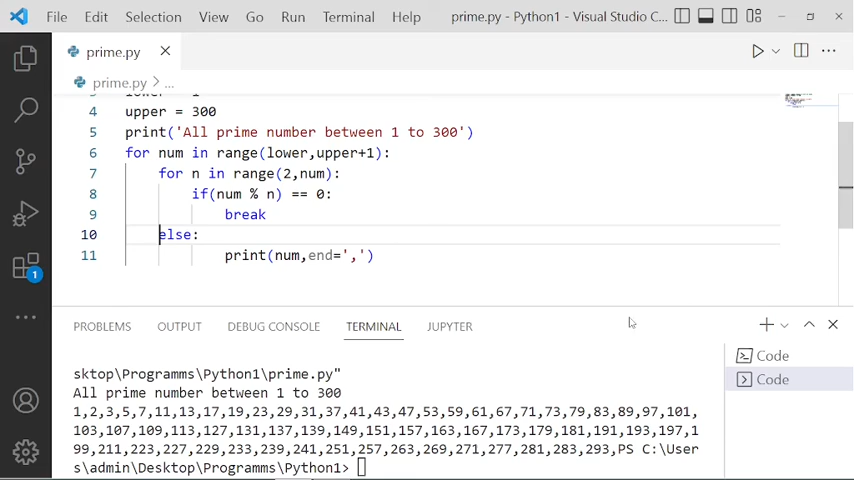 File Edit Selection View Go Run Terminal Help prime.py - Python1 - Visual Studio C...
prime.py
prime.py > ...
4 upper = 300
5 print('All prime number between 1 to 300')
6 for num in range(lower,upper+1):
7 for n in range(2,num):
8 if(num % n) == 0:
9 break
10 else:
11 print(num,end=',')
1
PROBLEMS OUTPUT DEBUG CONSOLE TERMINAL JUPYTER
Code
Code
sktop\Programms\Python1\prime.py"
All prime number between 1 to 300
1,2,3,5,7,11,13,17,19,23,29,31,37,41,43,47,53,59,61,67,71,73,79,83,89,97,101,
103,107,109,113,127,131,137,139,149,151,157,163,167,173,179,181,191,193,197,1
99,211,223,227,229,233,239,241,251,257,263,269,271,277,281,283,293,PS C:\User
s\admin\Desktop\Programms\Python1>